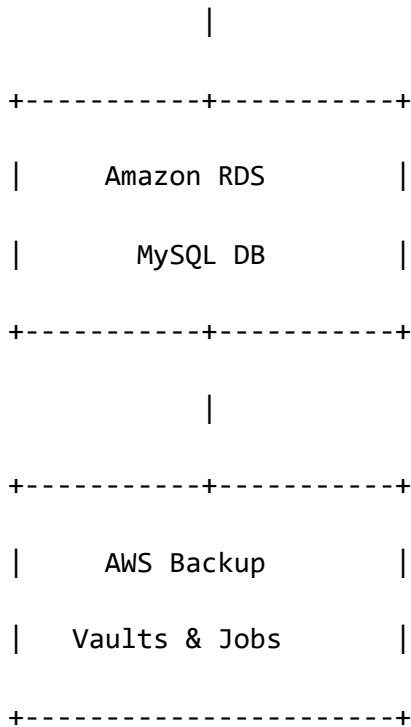 |
+-----------+-----------+
|     Amazon RDS        |
|       MySQL DB        |
+-----------+-----------+
|
+-----------+-----------+
|     AWS Backup        |
|   Vaults & Jobs       |
+-----------------------+